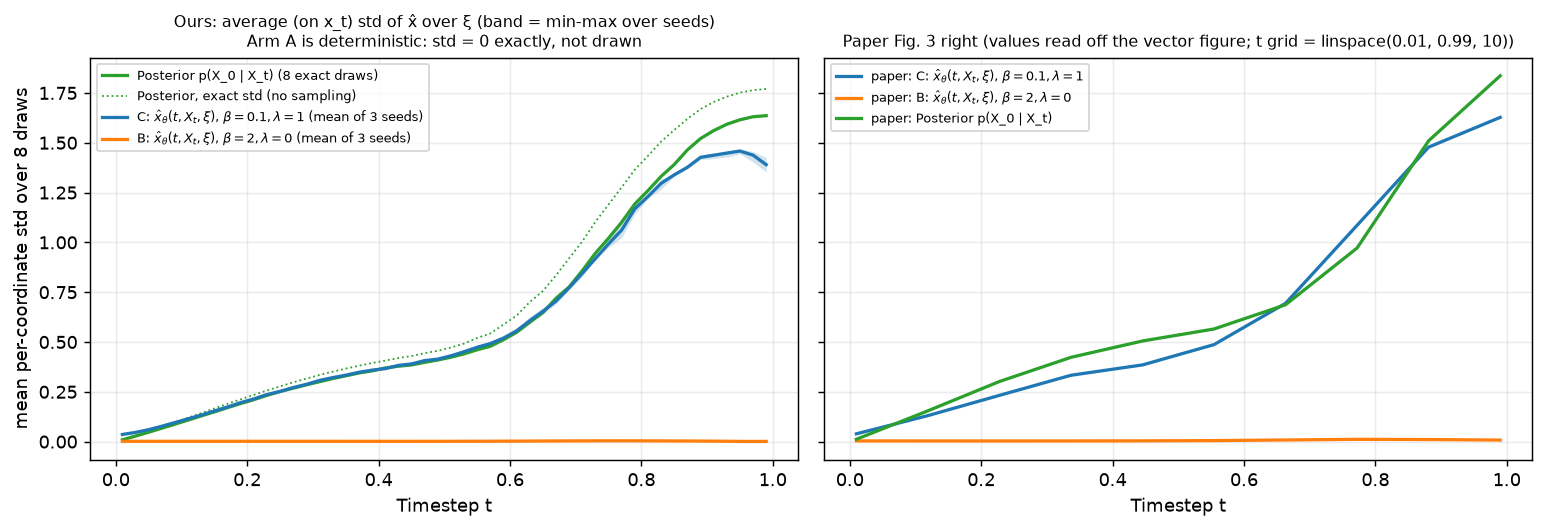 Ours: average (on x_t) std of x̂ over ξ (band = min-max over seeds)
Arm A is deterministic: std = 0 exactly, not drawn
Posterior p(X_0 | X_t) (8 exact draws)
Posterior, exact std (no sampling)
C: x̂_θ(t, X_t, ξ), β = 0.1, λ = 1 (mean of 3 seeds)
B: x̂_θ(t, X_t, ξ), β = 2, λ = 0 (mean of 3 seeds)
mean per-coordinate std over 8 draws
1.75
1.50
1.25
1.00
0.75
0.50
0.25
0.00
0.0 0.2 0.4 0.6 0.8 1.0
Timestep t
Paper Fig. 3 right (values read off the vector figure; t grid = linspace(0.01, 0.99, 10))
paper: C: x̂_θ(t, X_t, ξ), β = 0.1, λ = 1
paper: B: x̂_θ(t, X_t, ξ), β = 2, λ = 0
paper: Posterior p(X_0 | X_t)
0.0 0.2 0.4 0.6 0.8 1.0
Timestep t